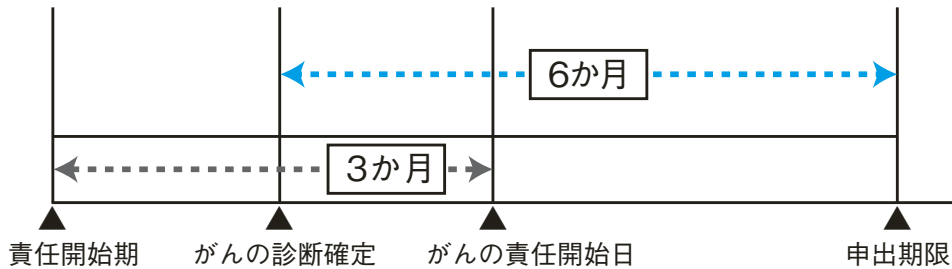 6か月
3か月
責任開始期
がんの診断確定
がんの責任開始日
申出期限